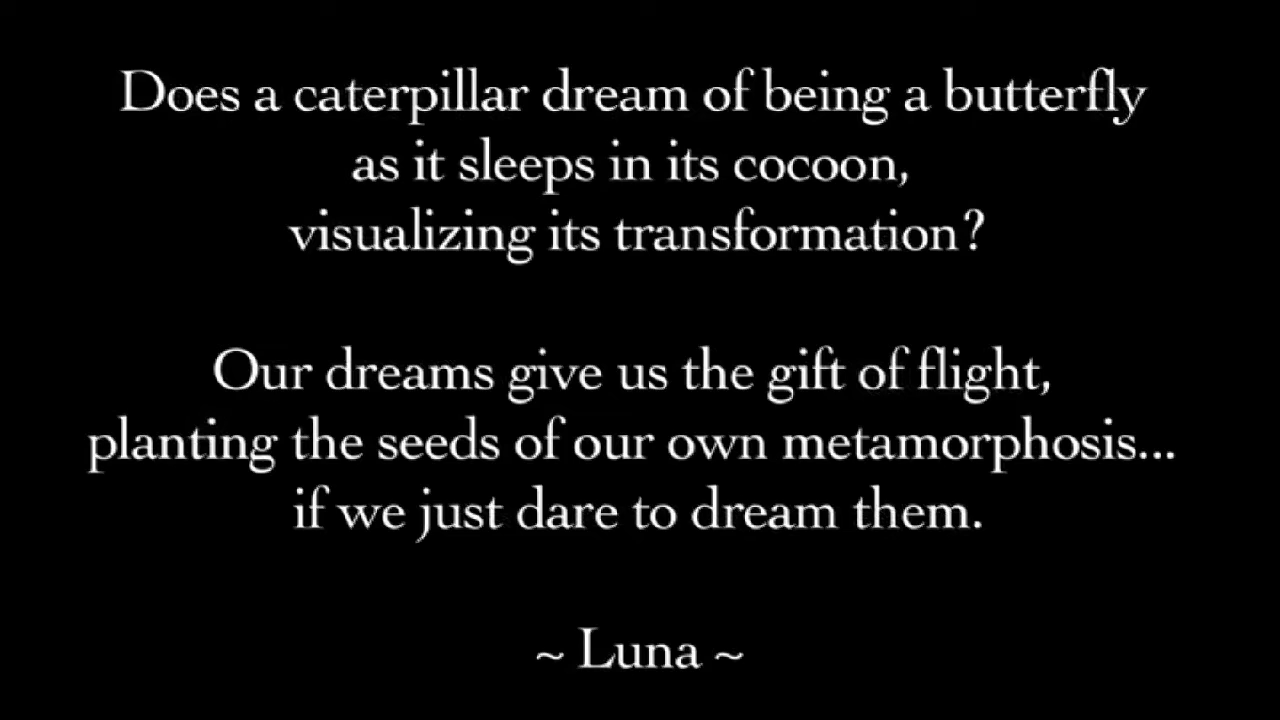 Does a caterpillar dream of being a butterfly
as it sleeps in its cocoon,
visualizing its transformation?
Our dreams give us the gift of flight,
planting the seeds of our own metamorphosis...
if we just dare to dream them.
~ Luna ~